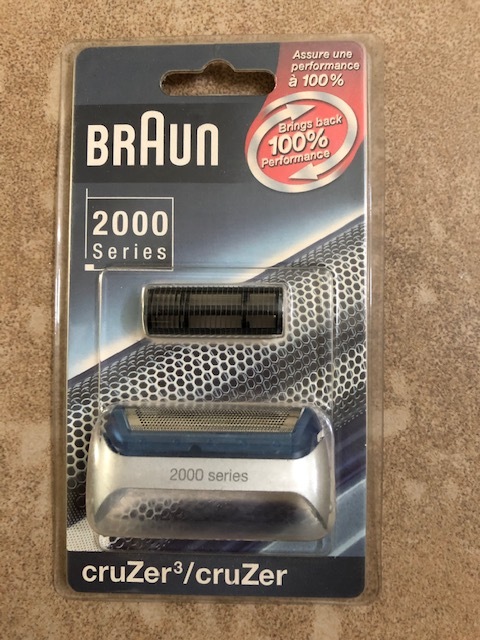 Assure une
performance
à 100%
Brings back
100%
Performance
BRAUN
2000
Series
2000 series
cruZer³/cruZer